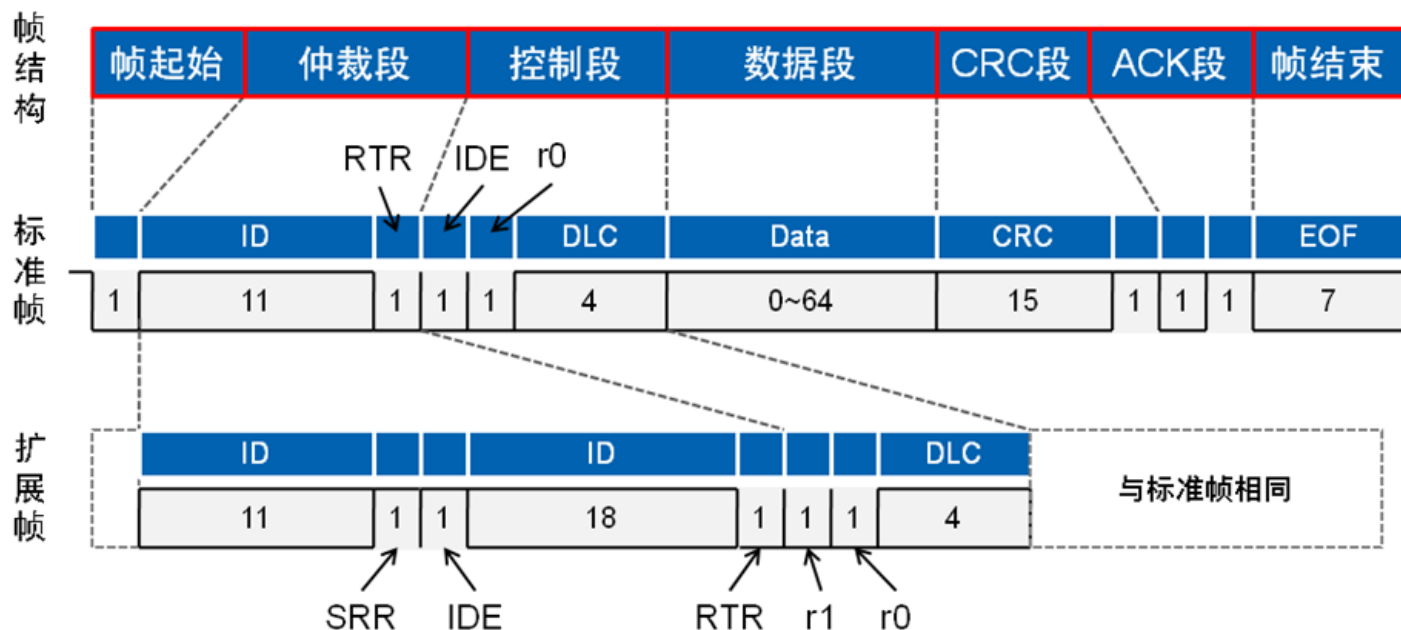 帧结构
帧起始 仲裁段 控制段 数据段 CRC段 ACK段 帧结束
RTR IDE r0
标准帧
ID DLC Data CRC EOF
1 11 1 1 1 4 0~64 15 1 1 1 7
扩展帧
ID ID DLC
11 1 1 18 1 1 1 4
与标准帧相同
SRR IDE RTR r1 r0